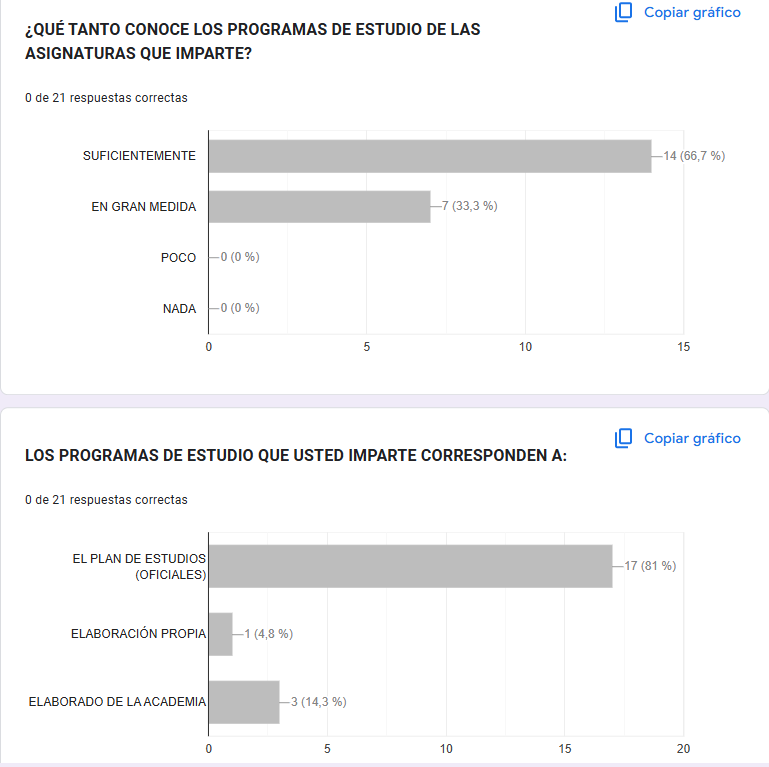 Copiar gráfico
¿QUÉ TANTO CONOCE LOS PROGRAMAS DE ESTUDIO DE LAS
ASIGNATURAS QUE IMPARTE?
0 de 21 respuestas correctas
SUFICIENTEMENTE
14 (66,7 %)
EN GRAN MEDIDA
7 (33,3 %)
POCO
0 (0 %)
NADA
0 (0 %)
0 5 10 15
Copiar gráfico
LOS PROGRAMAS DE ESTUDIO QUE USTED IMPARTE CORRESPONDEN A:
0 de 21 respuestas correctas
EL PLAN DE ESTUDIOS
(OFICIALES)
17 (81 %)
ELABORACIÓN PROPIA
1 (4,8 %)
ELABORADO DE LA ACADEMIA
3 (14,3 %)
0 5 10 15 20